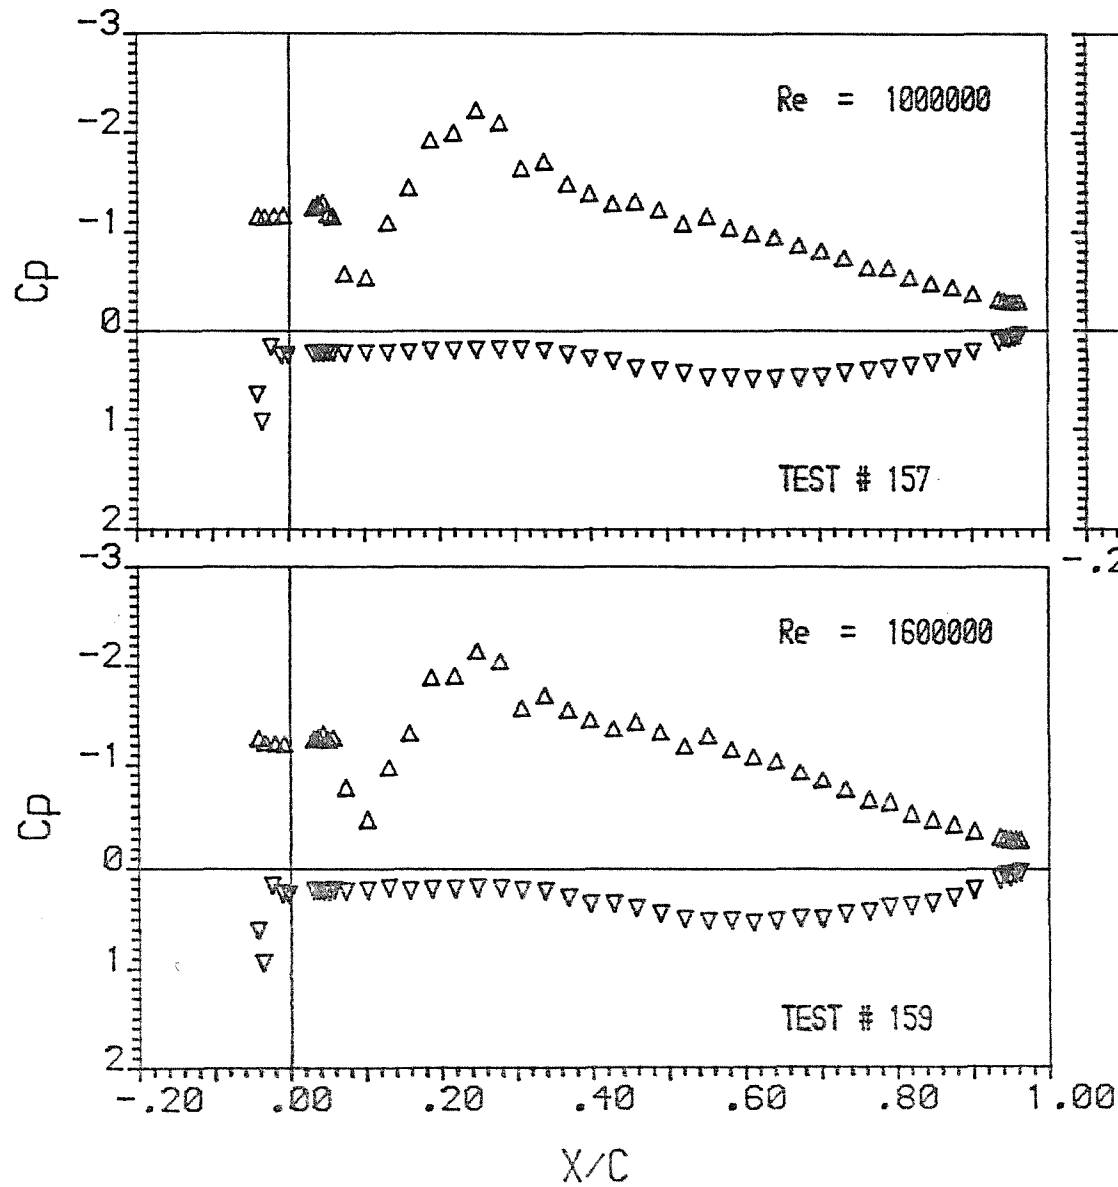 -3
Re = 1000000
-2
-1
Cp
0
1
TEST # 157
2
-3
-.2
Re = 1600000
-2
-1
Cp
0
1
TEST # 159
2
-.20 .00 .20 .40 .60 .80 1.00
X/C